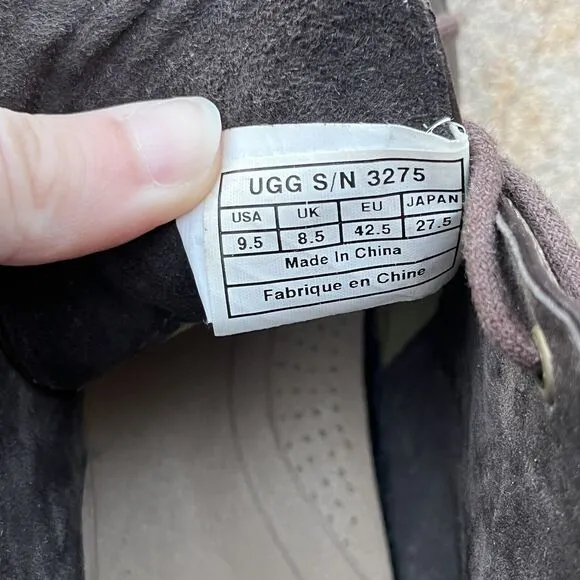 UGG S/N 3275
USA UK EU JAPAN
9.5 8.5 42.5 27.5
Made In China
Fabrique en Chine